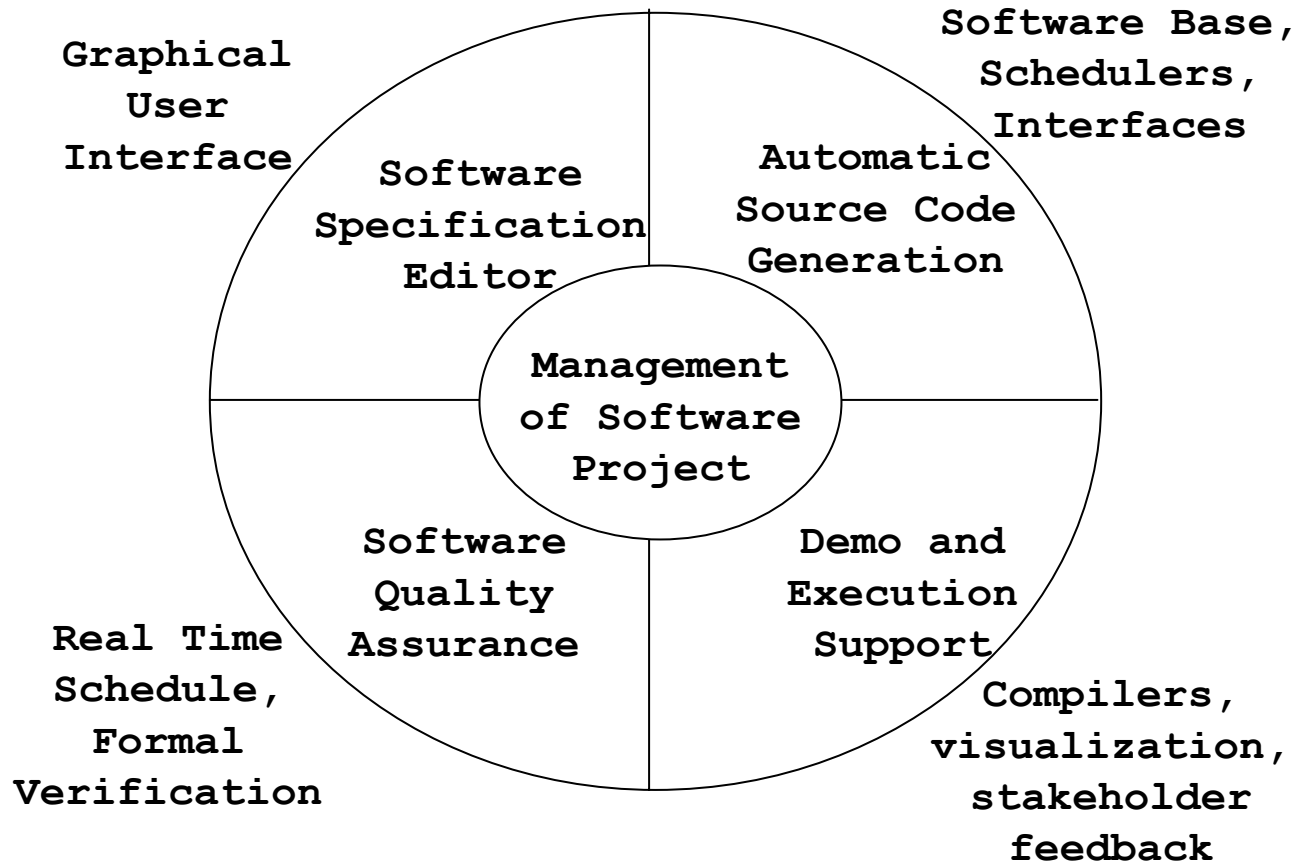 Graphical
User
Interface
Software
Specification
Editor
Software Base,
Schedulers,
Interfaces
Automatic
Source Code
Generation
Management
of Software
Project
Software
Quality
Assurance
Real Time
Schedule,
Formal
Verification
Demo and
Execution
Support
Compilers,
visualization,
stakeholder
feedback